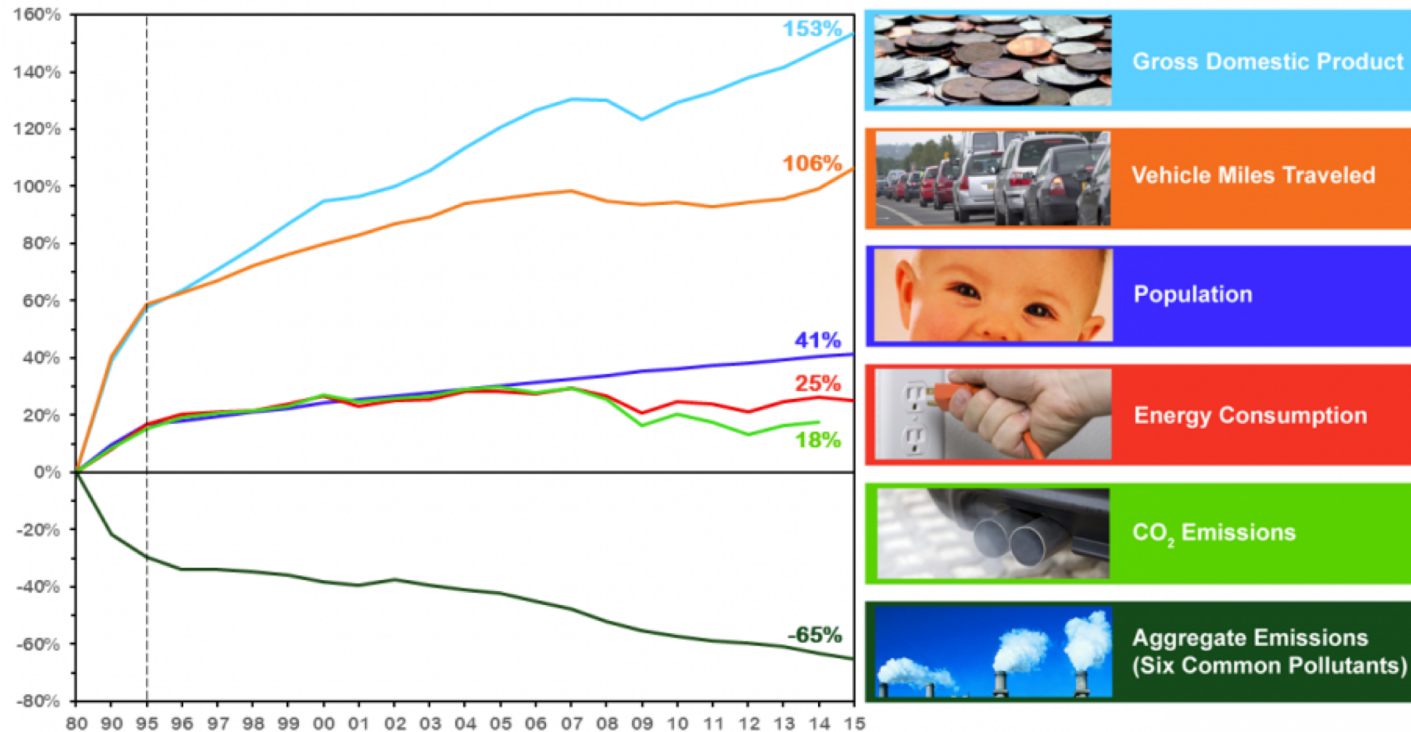 160%
140%
120%
100%
80%
60%
40%
20%
0%
-20%
-40%
-60%
-80%
153%
106%
41%
25%
18%
-65%
80 90 95 96 97 98 99 00 01 02 03 04 05 06 07 08 09 10 11 12 13 14 15
Gross Domestic Product
Vehicle Miles Traveled
Population
Energy Consumption
CO₂ Emissions
Aggregate Emissions
(Six Common Pollutants)